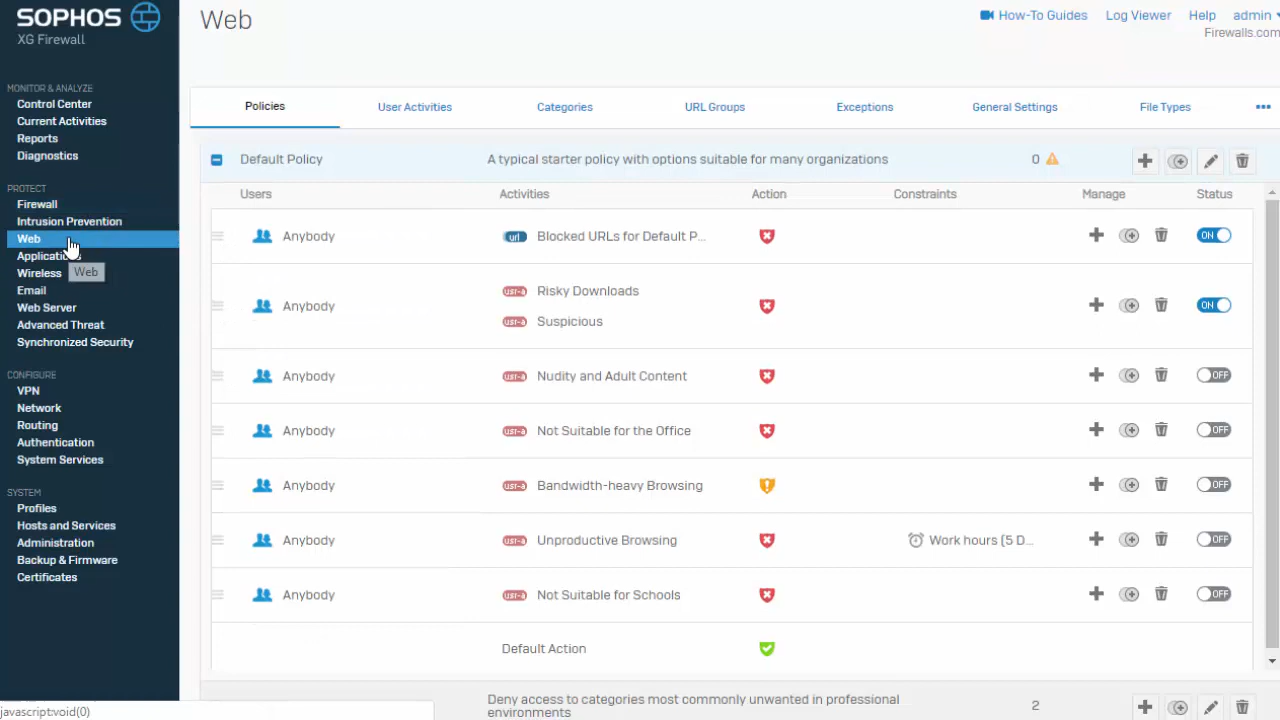 SOPHOS
XG Firewall
MONITOR & ANALYZE
Control Center
Current Activities
Reports
Diagnostics
PROTECT
Firewall
Intrusion Prevention
Web
Wireless
Web
Email
Web Server
Advanced Threat
Synchronized Security
CONFIGURE
VPN
Network
Routing
Authentication
System Services
SYSTEM
Profiles
Hosts and Services
Administration
Backup & Firmware
Certificates
javascript:void(0)
Web
How-To Guides Log Viewer Help admin
Firewalls.com
Policies User Activities Categories URL Groups Exceptions General Settings File Types
Default Policy A typical starter policy with options suitable for many organizations 0
Users Activities Action Constraints Manage Status
Anybody url Blocked URLs for Default P... ON
Anybody usr-a Risky Downloads ON
usr-a Suspicious
Anybody usr-a Nudity and Adult Content OFF
Anybody usr-a Not Suitable for the Office OFF
Anybody usr-a Bandwidth-heavy Browsing OFF
Anybody usr-a Unproductive Browsing Work hours (5 D... OFF
Anybody usr-a Not Suitable for Schools OFF
Default Action
Deny access to categories most commonly unwanted in professional
environments 2